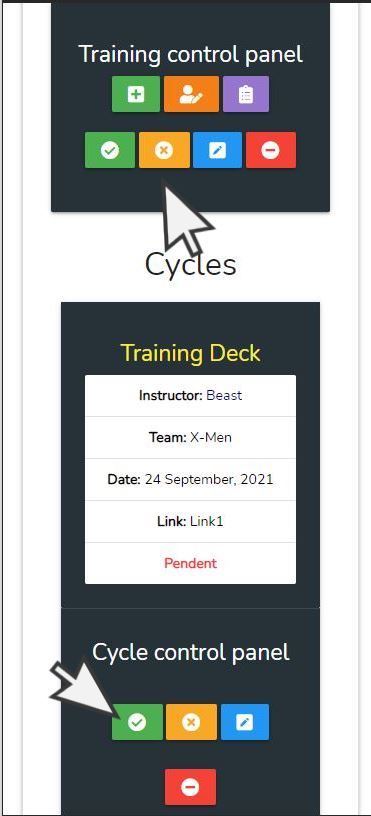 Training control panel
Cycles
Training Deck
Instructor: Beast
Team: X-Men
Date: 24 September, 2021
Link: Link1
Pendent
Cycle control panel